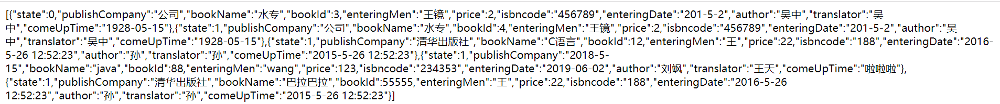 [{"state":0,"publishCompany":"公司","bookName":"水专","bookId":3,"enteringMen":"王镜","price":2,"isbncode":"456789","enteringDate":"201-5-2","author":"吴中","translator":"吴
中","comeUpTime":"1928-05-15"},{"state":1,"publishCompany":"公司","bookName":"水专","bookId":4,"enteringMen":"王镜","price":2,"isbncode":"456789","enteringDate":"201-5-2","author":"吴
中","translator":"吴中","comeUpTime":"1928-05-15"},{"state":1,"publishCompany":"清华出版社","bookName":"C语言","bookId":12,"enteringMen":"王","price":22,"isbncode":"188","enteringDate":"2016-
5-26 12:52:23","author":"孙","translator":"孙","comeUpTime":"2015-5-26 12:52:23"},{"state":1,"publishCompany":"2018-5-
15","bookName":"java","bookId":88,"enteringMen":"wang","price":123,"isbncode":"234353","enteringDate":"2019-06-02","author":"刘飒","translator":"王天","comeUpTime":"啦啦啦"},
{"state":1,"publishCompany":"清华出版社","bookName":"巴拉巴拉","bookId":55555,"enteringMen":"王","price":22,"isbncode":"188","enteringDate":"2016-5-26
12:52:23","author":"孙","translator":"孙","comeUpTime":"2015-5-26 12:52:23"}]